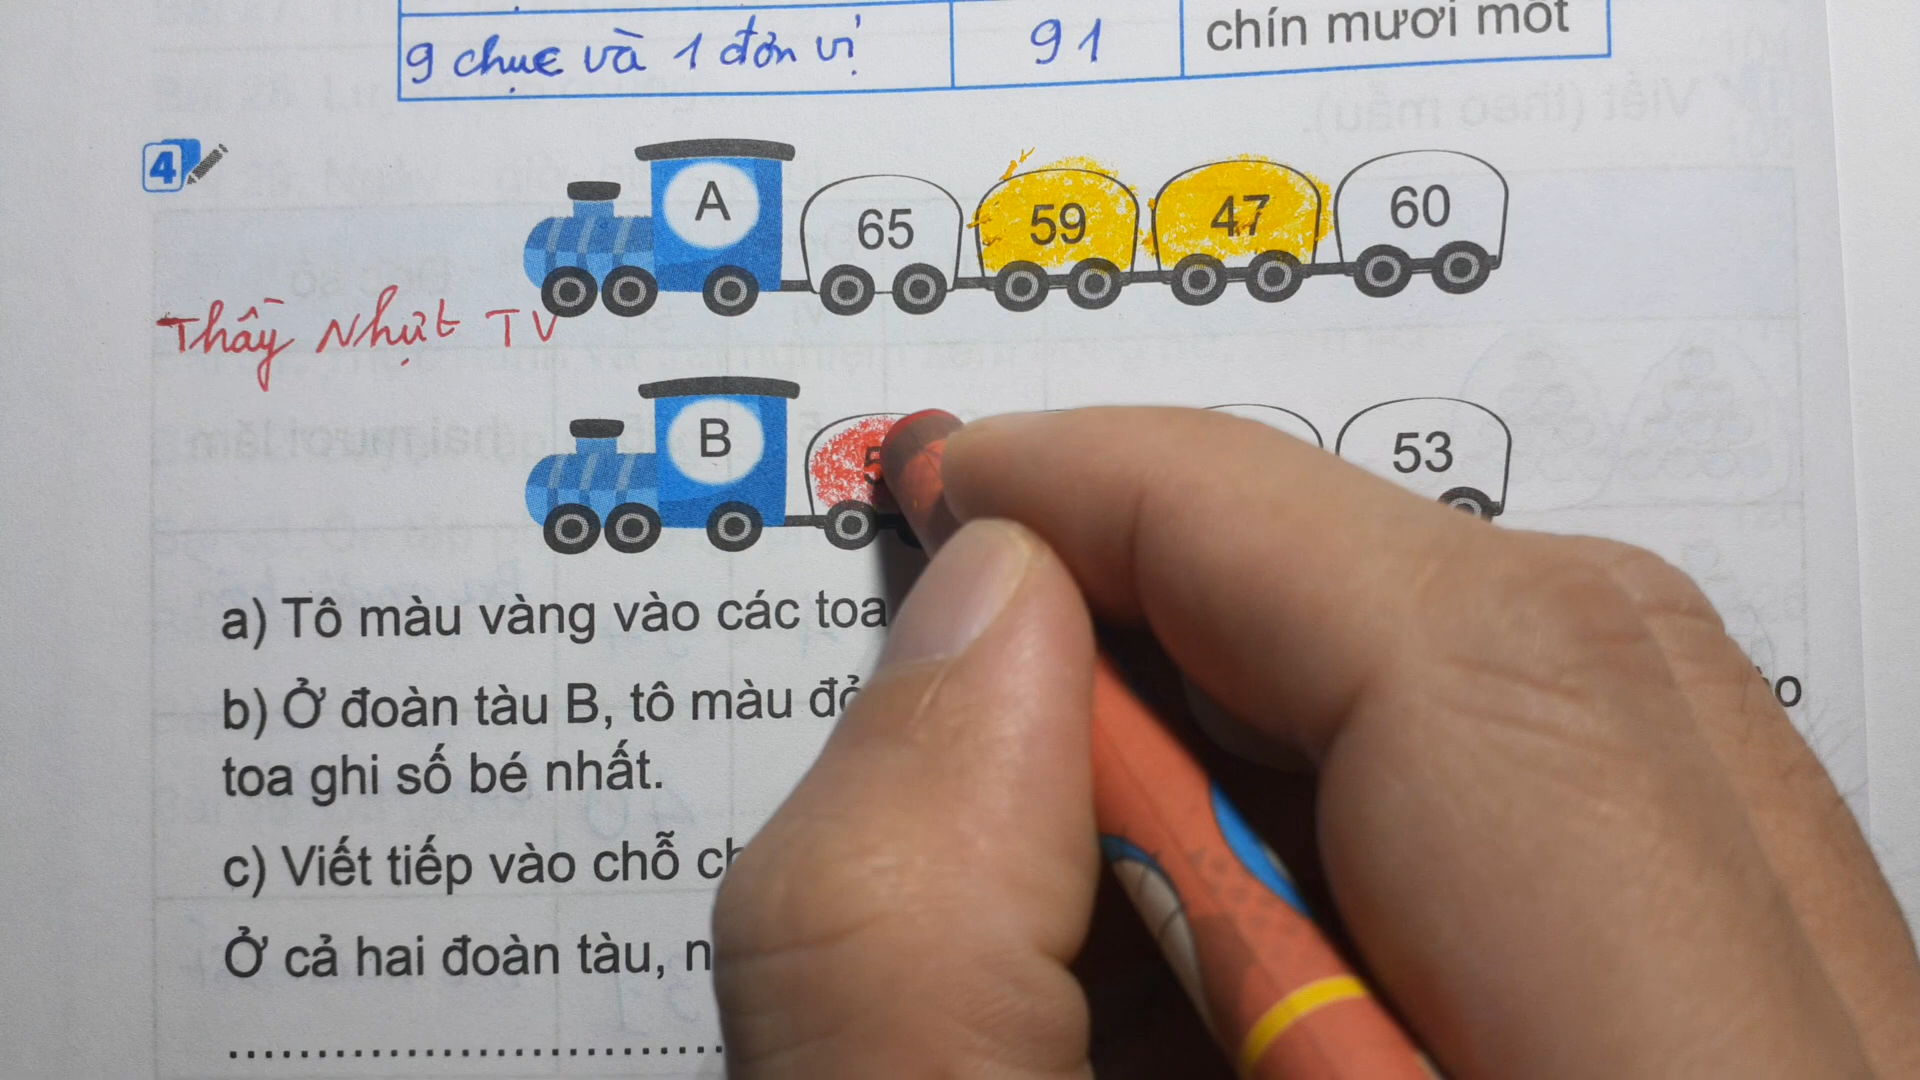 9 chục và 1 đơn vị 91 chín mươi mốt
4
A 65 59 47 60
Thầy Nhựt TV
B 53
a) Tô màu vàng vào các toa
b) Ở đoàn tàu B, tô màu đỏ
toa ghi số bé nhất.
c) Viết tiếp vào chỗ
Ở cả hai đoàn tàu,